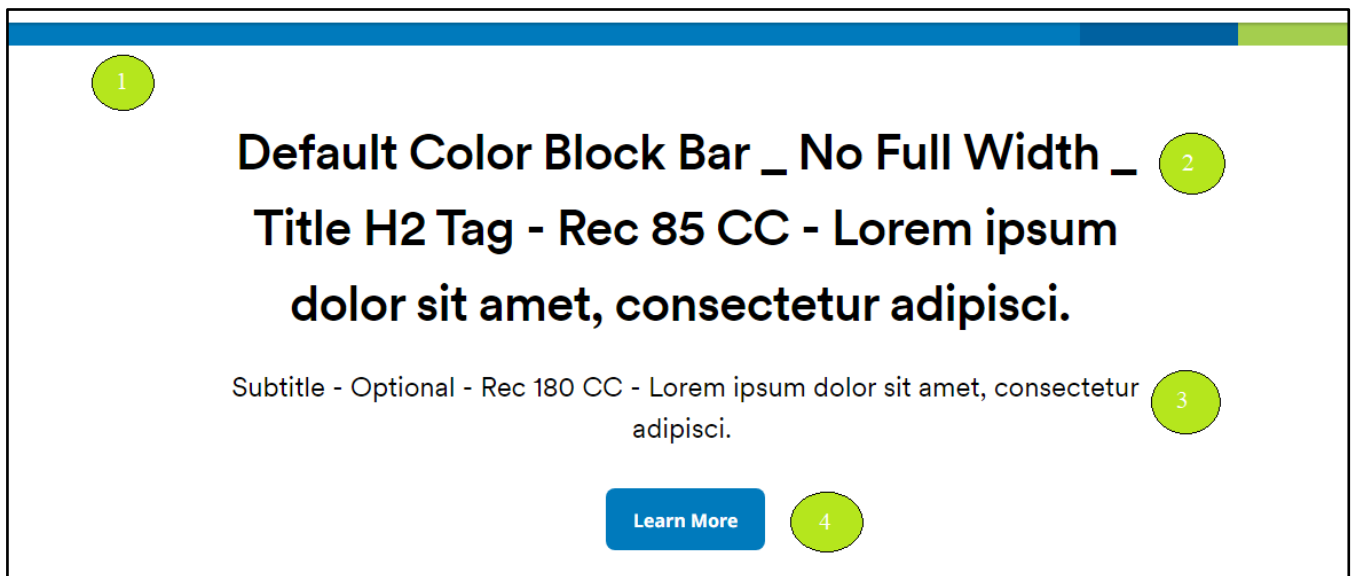 1
Default Color Block Bar _ No Full Width _
2
Title H2 Tag - Rec 85 CC - Lorem ipsum
dolor sit amet, consectetur adipisci.
Subtitle - Optional - Rec 180 CC - Lorem ipsum dolor sit amet, consectetur
3
adipisci.
Learn More
4